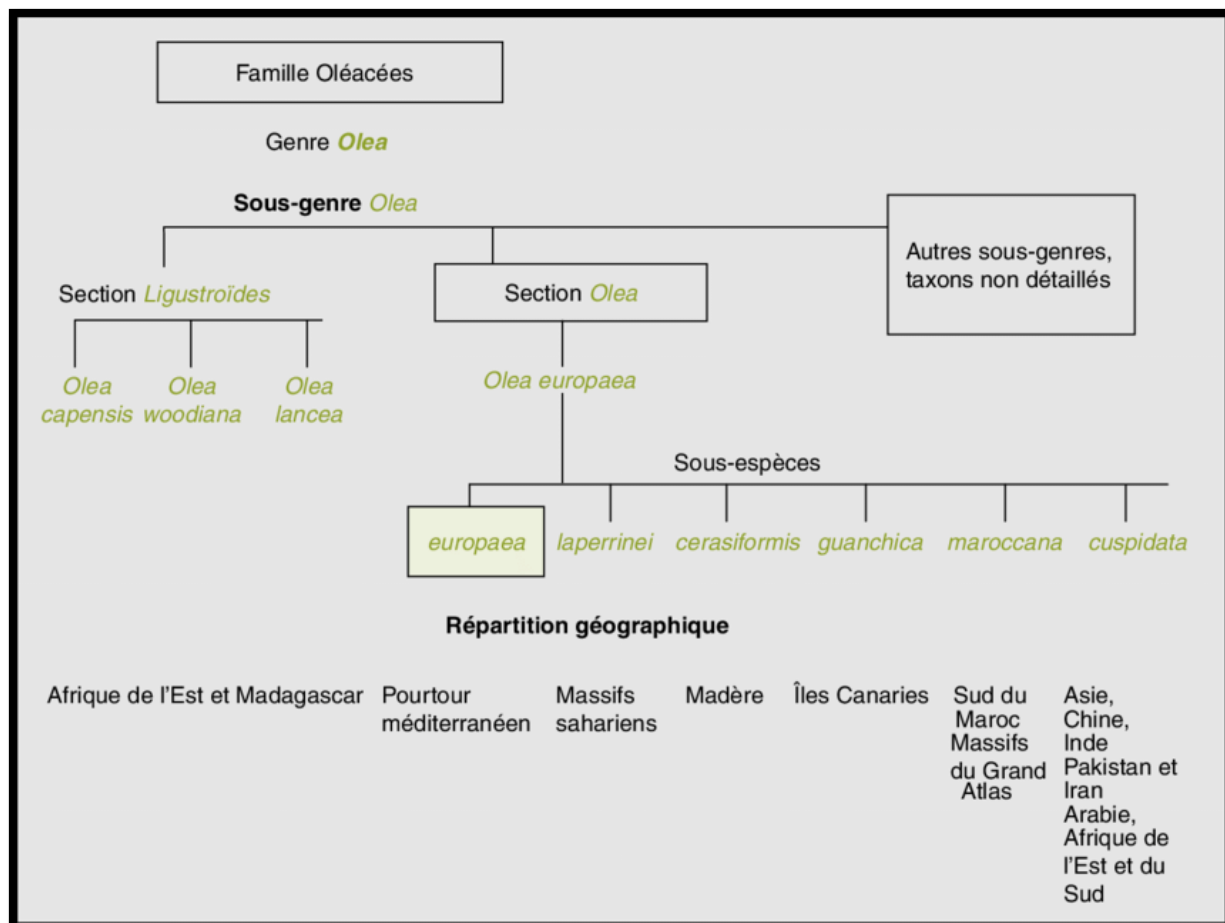 Famille Oléacées
Genre Olea
Sous-genre Olea
Autres sous-genres,
taxons non détaillés
Section Ligustroïdes
Section Olea
Olea
capensis
Olea
woodiana
Olea
lancea
Olea europaea
Sous-espèces
europaea
laperrinei
cerasiformis
guanchica
maroccana
cuspidata
Répartition géographique
Afrique de l'Est et Madagascar
Pourtour
méditerranéen
Massifs
sahariens
Madère
Îles Canaries
Sud du
Maroc
Massifs
du Grand
Atlas
Asie,
Chine,
Inde
Pakistan et
Iran
Arabie,
Afrique de
l'Est et du
Sud